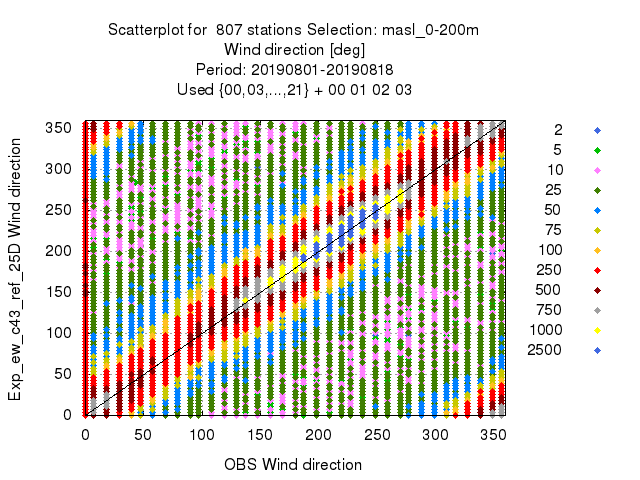 Scatterplot for  807 stations Selection: masl_0-200m
Wind direction [deg]
Period: 20190801-20190818
Used {00,03,...,21} + 00 01 02 03
Exp_ew_c43_ref_25D Wind direction
350
300
250
200
150
100
50
0
0 50 100 150 200 250 300 350
OBS Wind direction
2
5
10
25
50
75
100
250
500
750
1000
2500